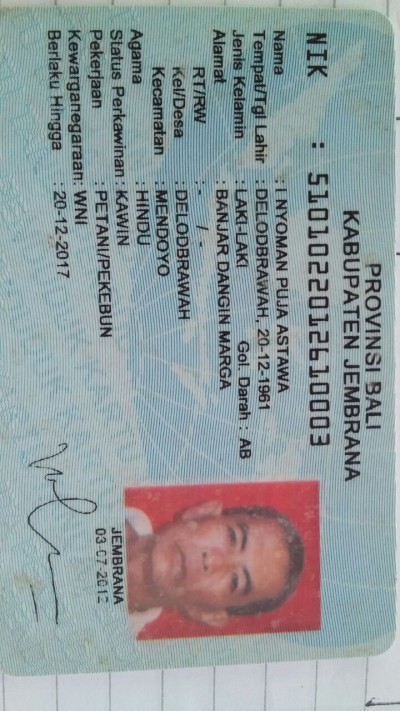 PROVINSI BALI
KABUPATEN JEMBRANA
NIK : 5101022012610003
Nama : I NYOMAN PUJA ASTAWA
Tempat/Tgl Lahir : DELODBRAWAH, 20-12-1961
Jenis Kelamin : LAKI-LAKI Gol. Darah : AB
Alamat : BANJAR DANGIN MARGA
RT/RW : - / -
Kel/Desa : DELODBRAWAH
Kecamatan : MENDOYO
Agama : HINDU
Status Perkawinan : KAWIN
Pekerjaan : PETANI/PEKEBUN
Kewarganegaraan: WNI
Berlaku Hingga : 20-12-2017
JEMBRANA
03-07-2012